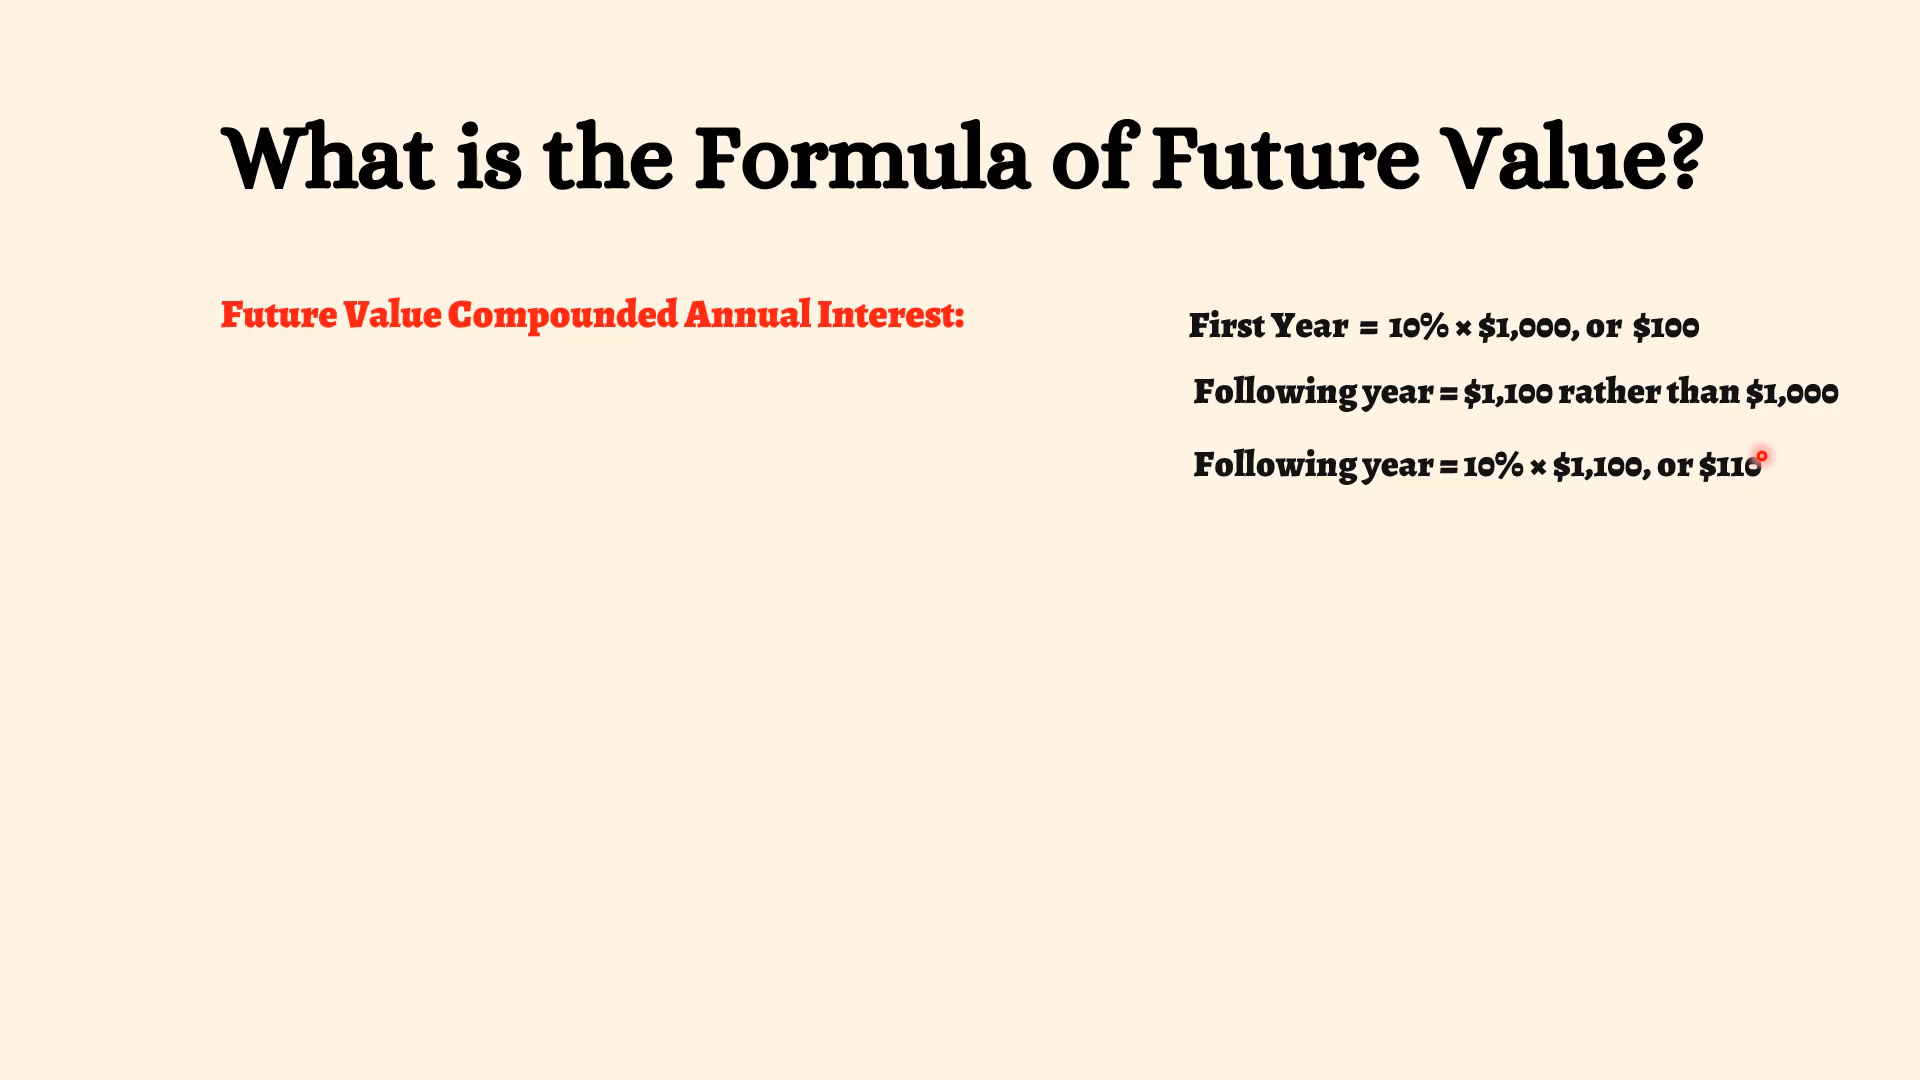 What is the Formula of Future Value?
Future Value Compounded Annual Interest:
First Year = 10% × $1,000, or $100
Following year = $1,100 rather than $1,000
Following year = 10% × $1,100, or $110